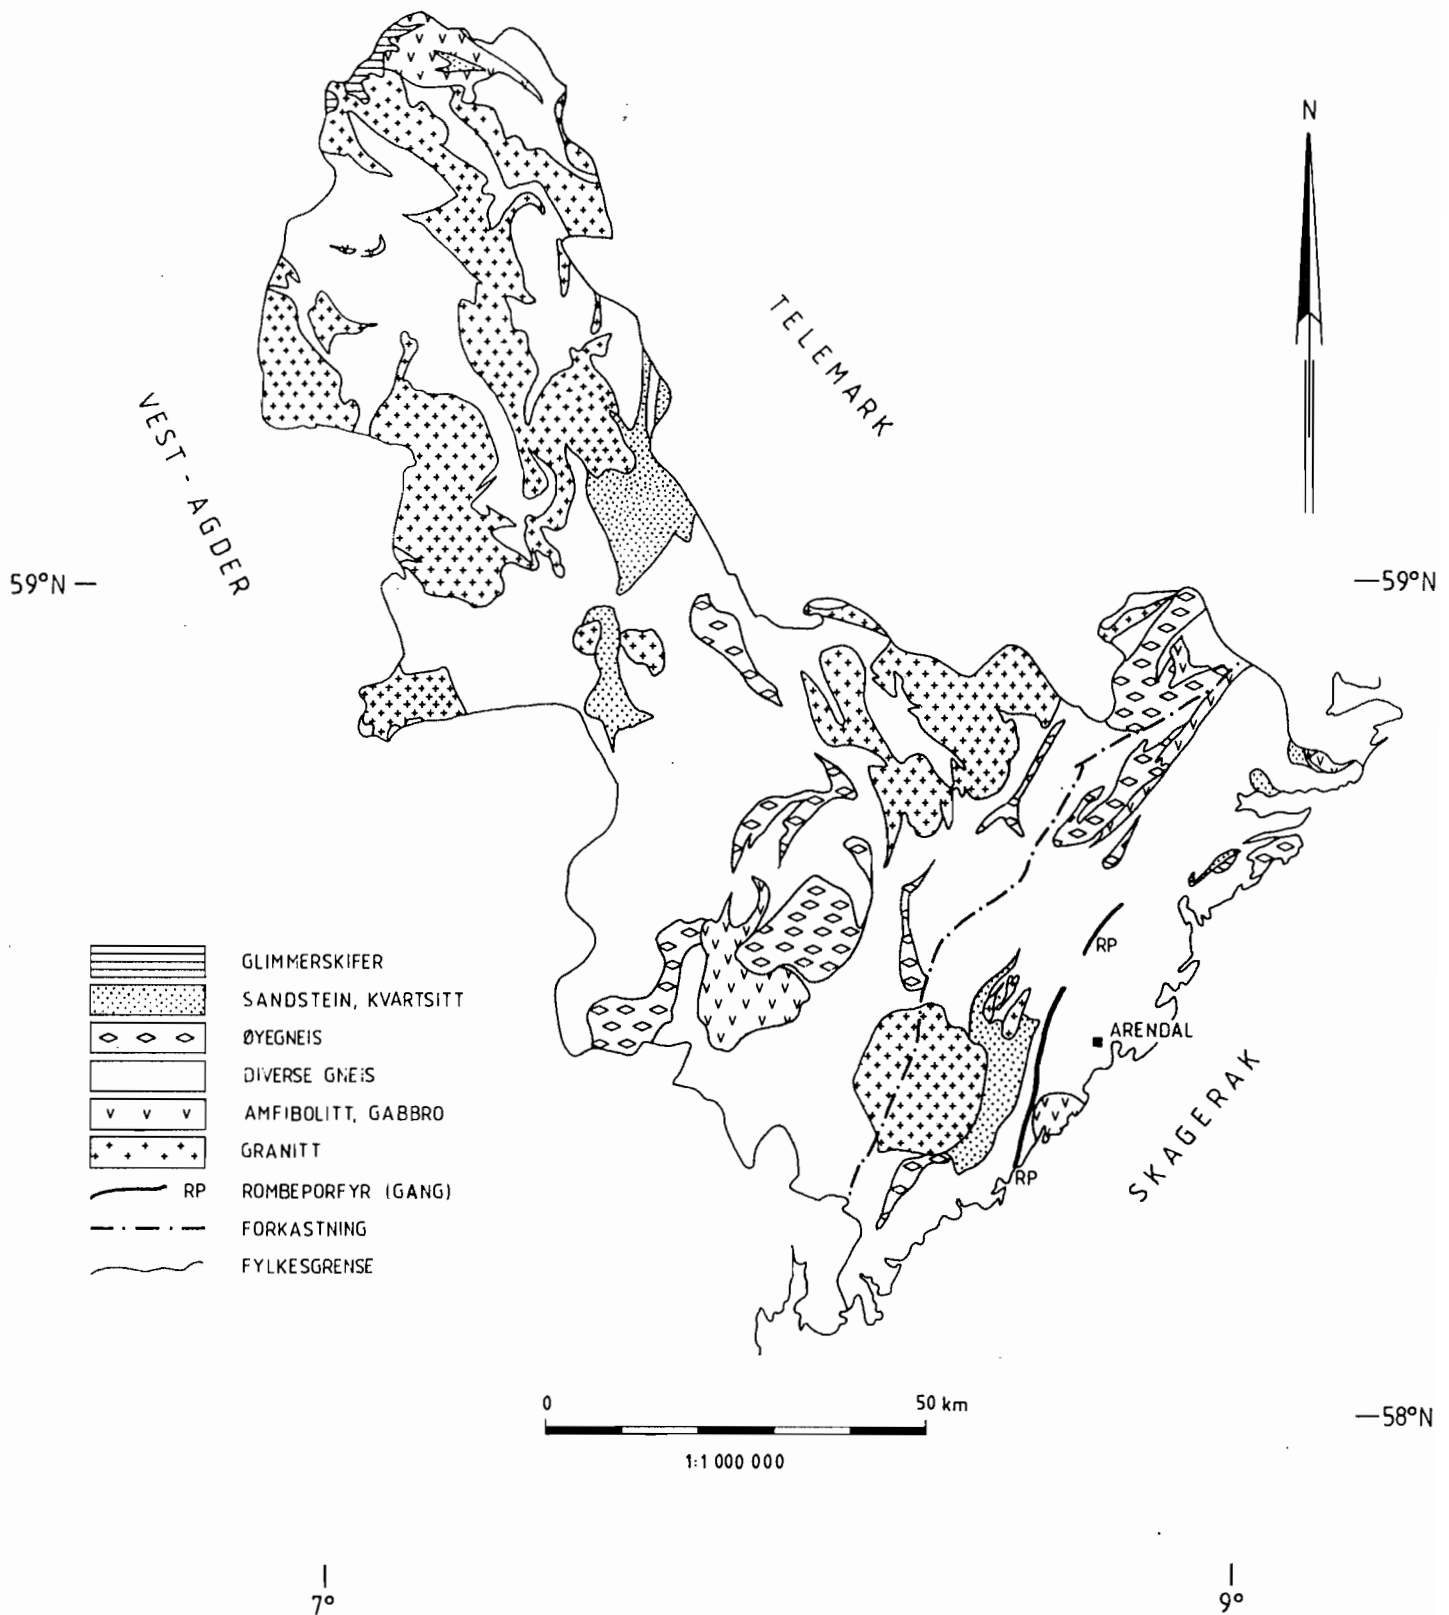 N
TELEMARK
VEST-AGDER
59°N
59°N
GLIMMERSKIFER
SANDSTEIN, KVARTSITT
ØYEGNEIS
DIVERSE GNEIS
AMFIBOLITT, GABBRO
GRANITT
RP ROMBEPORFYR (GANG)
FORKASTNING
FYLKESGRENSE
RP
ARENDAL
SKAGERAK
RP
0 50 km
1:1 000 000
58°N
7° 9°